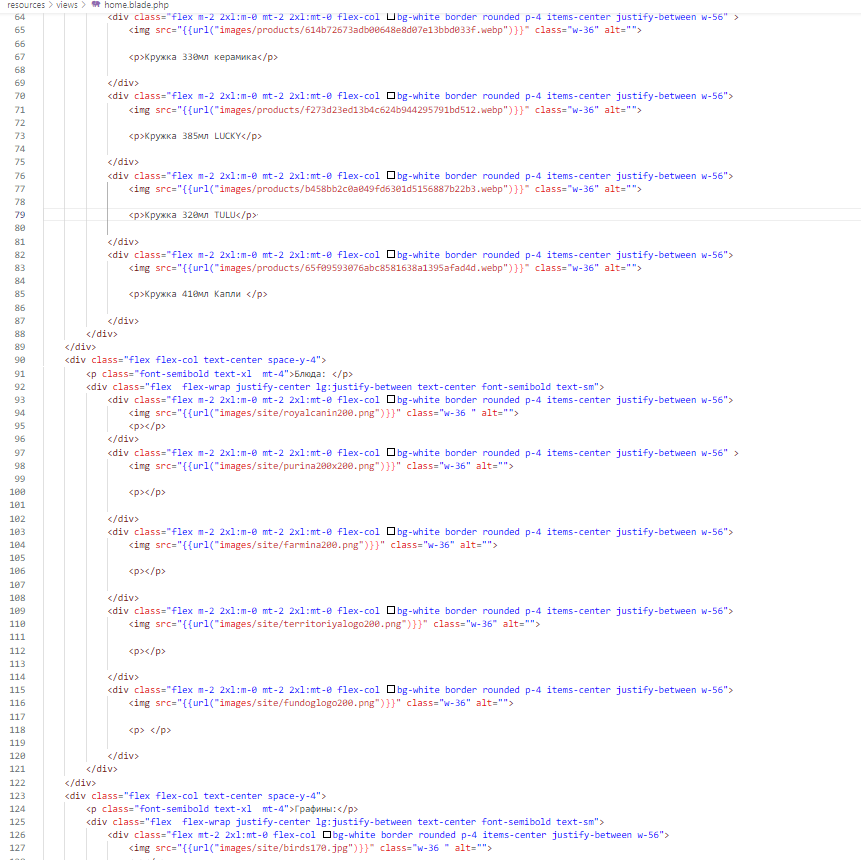 resources > views > home.blade.php
64 <div class="flex m-2 2xl:m-0 mt-2 2xl:mt-0 flex-col bg-white border rounded p-4 items-center justify-between w-56" >
65 <img src="{{url("images/products/614b72673adb00648e8d07e13bbd033f.webp")}}" class="w-36" alt="">
66
67 <p>Кружка 330мл керамика</p>
68
69 </div>
70 <div class="flex m-2 2xl:m-0 mt-2 2xl:mt-0 flex-col bg-white border rounded p-4 items-center justify-between w-56">
71 <img src="{{url("images/products/f273d23ed13b4c624b944295791bd512.webp")}}" class="w-36" alt="">
72
73 <p>Кружка 385мл LUCKY</p>
74
75 </div>
76 <div class="flex m-2 2xl:m-0 mt-2 2xl:mt-0 flex-col bg-white border rounded p-4 items-center justify-between w-56">
77 <img src="{{url("images/products/b458bb2c0a049fd6301d5156887b22b3.webp")}}" class="w-36" alt="">
78
79 <p>Кружка 320мл TULU</p>
80
81 </div>
82 <div class="flex m-2 2xl:m-0 mt-2 2xl:mt-0 flex-col bg-white border rounded p-4 items-center justify-between w-56">
83 <img src="{{url("images/products/65f09593076abc8581638a1395afad4d.webp")}}" class="w-36" alt="">
84
85 <p>Кружка 410мл Капли </p>
86
87 </div>
88 </div>
89 </div>
90 <div class="flex flex-col text-center space-y-4">
91 <p class="font-semibold text-xl  mt-4">Блюда: </p>
92 <div class="flex  flex-wrap justify-center lg:justify-between text-center font-semibold text-sm">
93 <div class="flex m-2 2xl:m-0 mt-2 2xl:mt-0 flex-col bg-white border rounded p-4 items-center justify-between w-56">
94 <img src="{{url("images/site/royalcanin200.png")}}" class="w-36 " alt="">
95 <p></p>
96 </div>
97 <div class="flex m-2 2xl:m-0 mt-2 2xl:mt-0 flex-col bg-white border rounded p-4 items-center justify-between w-56" >
98 <img src="{{url("images/site/purina200x200.png")}}" class="w-36" alt="">
99
100 <p></p>
101
102 </div>
103 <div class="flex m-2 2xl:m-0 mt-2 2xl:mt-0 flex-col bg-white border rounded p-4 items-center justify-between w-56">
104 <img src="{{url("images/site/farmina200.png")}}" class="w-36" alt="">
105
106 <p></p>
107
108 </div>
109 <div class="flex m-2 2xl:m-0 mt-2 2xl:mt-0 flex-col bg-white border rounded p-4 items-center justify-between w-56">
110 <img src="{{url("images/site/territoriyalogo200.png")}}" class="w-36" alt="">
111
112 <p></p>
113
114 </div>
115 <div class="flex m-2 2xl:m-0 mt-2 2xl:mt-0 flex-col bg-white border rounded p-4 items-center justify-between w-56">
116 <img src="{{url("images/site/fundoglogo200.png")}}" class="w-36" alt="">
117
118 <p> </p>
119
120 </div>
121 </div>
122 </div>
123 <div class="flex flex-col text-center space-y-4">
124 <p class="font-semibold text-xl  mt-4">Графины:</p>
125 <div class="flex  flex-wrap justify-center lg:justify-between text-center font-semibold text-sm">
126 <div class="flex mt-2 2xl:mt-0 flex-col bg-white border rounded p-4 items-center justify-between w-56">
127 <img src="{{url("images/site/birds170.jpg")}}" class="w-36 " alt="">